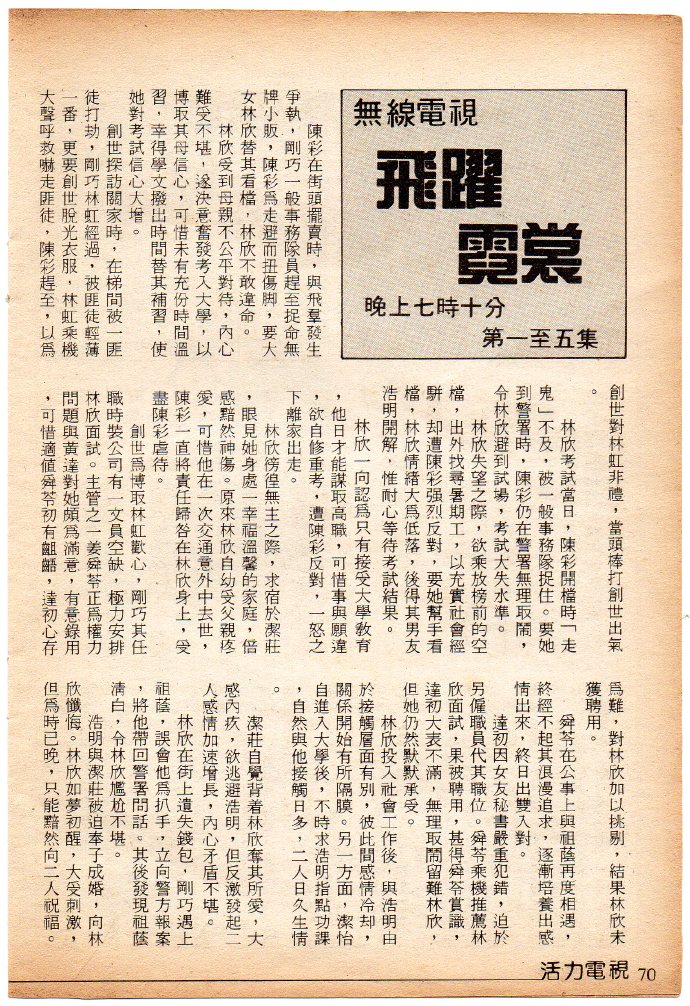 無線電視
飛躍
霓裳
晚上七時十分
第一至五集
陳彩在街頭擺賣時，與飛羣發生
爭執，剛巧一般事務隊員趕至捉命無
牌小販，陳彩爲走避而扭傷脚，要大
女林欣替其看檔，林欣不敢違命。
林欣受到母親不公平對待，內心
難受不堪，遂決意奮發考入大學，以
博取其母信心，可惜未有充份時間溫
習，幸得學文撥出時間替其補習，使
她對考試信心大增。
創世探訪關家時，在梯間被一匪
徒打劫，剛巧林虹經過，被匪徒輕薄
一番，更要創世脫光衣服，林虹乘機
大聲呼救嚇走匪徒，陳彩趕至，以爲
創世對林虹非禮，當頭棒打創世出氣
。
林欣考試當日，陳彩開檔時「走
鬼」不及，被一般事務隊捉住。要她
到警署時，陳彩仍在警署無理取鬧，
令林欣避到試場，考試大失水準。
林欣失望之際，欲乘放榜前的空
檔，出外找尋暑期工，以充實社會經
騈，却遭陳彩强烈反對，要她幫手看
檔，林欣情緒大爲低落，後得其男友
浩明開解，惟耐心等待考試結果。
林欣一向認爲只有接受大學敎育
，他日才能謀取高職，可惜事與願違
，欲自修重考，遭陳彩反對，一怒之
下離家出走。
林欣徬徨無主之際，求宿於潔莊
，眼見她身處一幸福溫馨的家庭，倍
感黯然神傷。原來林欣自幼受父親疼
愛，可惜他在一次交通意外中去世，
陳彩一直將責任歸咎在林欣身上，受
盡陳彩虐待。
創世爲博取林虹歡心，剛巧其任
職時裝公司有一文員空缺，極力安排
林欣面試。主管之一姜舜芩正爲權力
問題與黃達對她頗爲滿意，有意錄用
，可惜適値舜芩初有齟齬，達初心存
爲難，對林欣加以挑剔，結果林欣未
獲聘用。
舜芩在公事上與祖蔭再度相遇，
終經不起其浪漫追求，逐漸培養出感
情出來，終日出雙入對。
達初因女友秘書嚴重犯錯，迫於
另僱職員代其職位。舜芩乘機推薦林
欣面試，果被聘用，甚得舜芩賞識，
達初大表不滿，無理取鬧留難林欣，
但她仍然默默承受。
林欣投入社會工作後，與浩明由
於接觸層面有別，彼此間感情冷却，
關係開始有所隔膜。另一方面，潔怡
自進入大學後，不時求浩明指點功課
，自然與他接觸日多，二人日久生情
。
潔莊自覺背着林欣奪其所愛，大
感內疚，欲逃避浩明，但反激發起二
人感情加速增長，內心矛盾不堪。
林欣在街上遺失錢包，剛巧遇上
祖蔭，誤會他爲扒手，立向警方報案
，將他帶回警署問話。其後發現祖蔭
淸白，令林欣尷尬不堪。
浩明與潔莊被迫奉子成婚，向林
欣懺悔。林欣如夢初醒，大受刺激，
但爲時已晚，只能黯然向二人祝福。
活力電視 70